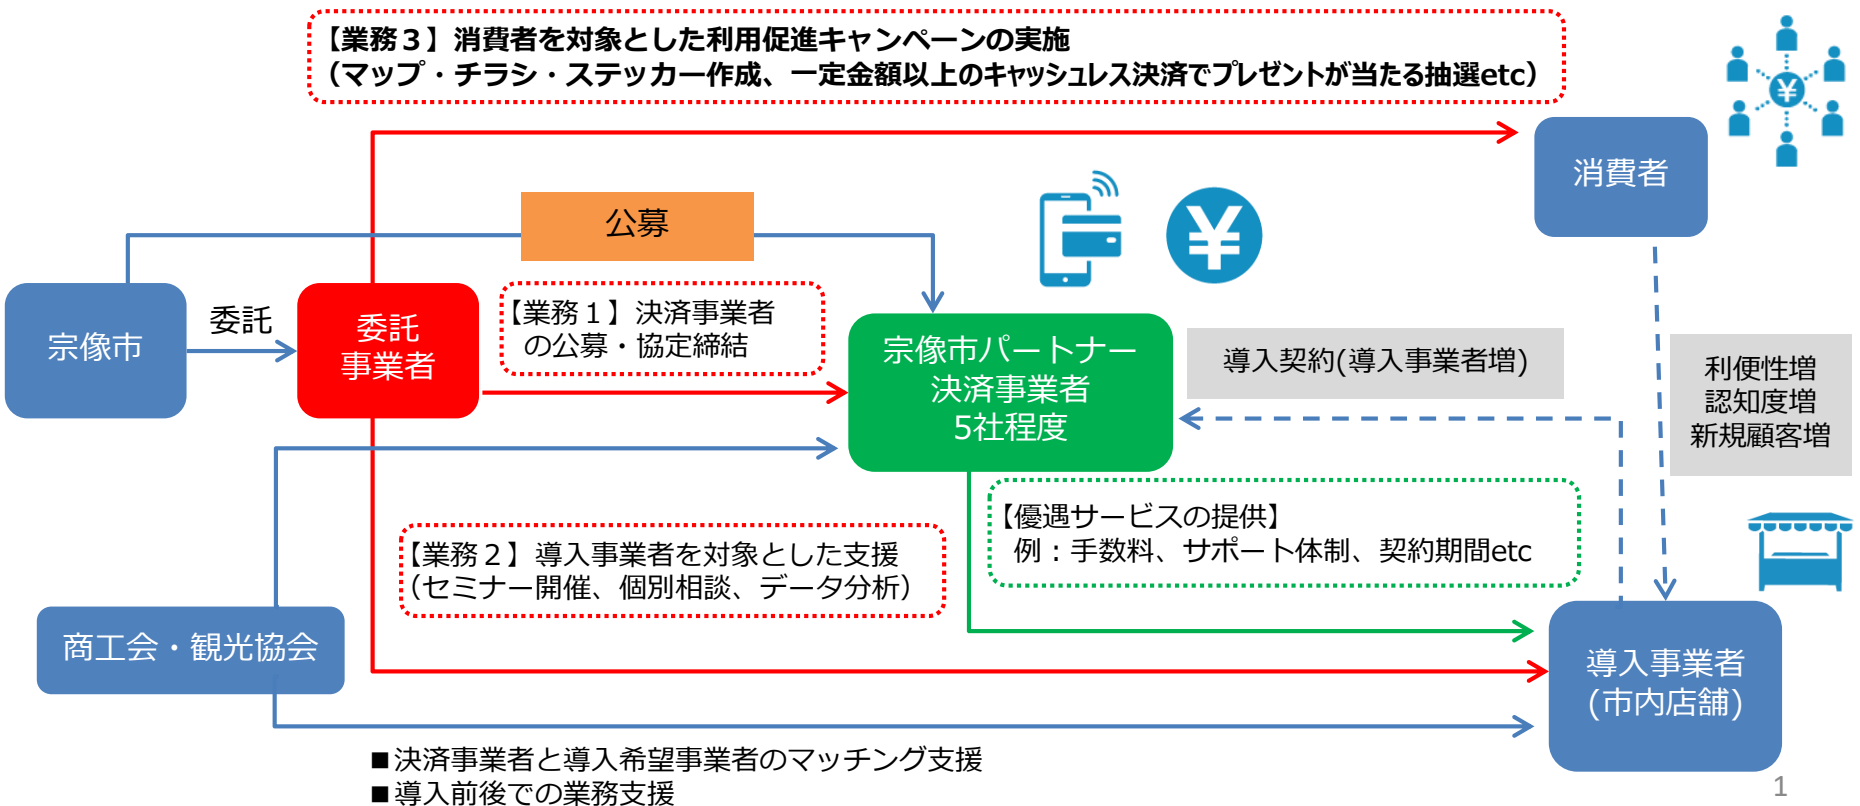 【業務３】消費者を対象とした利用促進キャンペーンの実施
（マップ・チラシ・ステッカー作成、一定金額以上のキャッシュレス決済でプレゼントが当たる抽選etc）
消費者
公募
宗像市
委託
委託
事業者
【業務１】決済事業者
の公募・協定締結
宗像市パートナー
決済事業者
5社程度
導入契約(導入事業者増)
利便性増
認知度増
新規顧客増
【優遇サービスの提供】
例：手数料、サポート体制、契約期間etc
【業務２】導入事業者を対象とした支援
（セミナー開催、個別相談、データ分析）
商工会・観光協会
導入事業者
(市内店舗)
■決済事業者と導入希望事業者のマッチング支援
■導入前後での業務支援
1